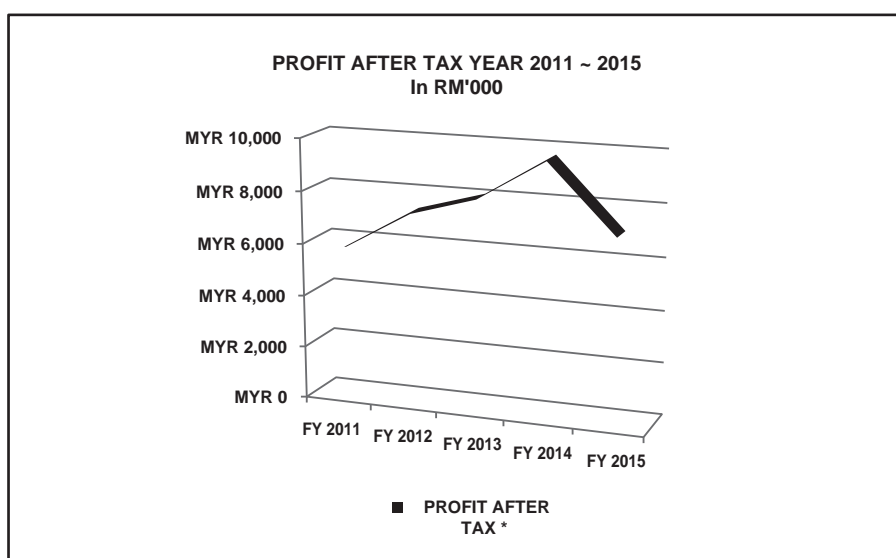 PROFIT AFTER TAX YEAR 2011 ~ 2015
In RM'000
MYR 10,000
MYR 8,000
MYR 6,000
MYR 4,000
MYR 2,000
MYR 0
FY 2011
FY 2012
FY 2013
FY 2014
FY 2015
PROFIT AFTER
TAX *